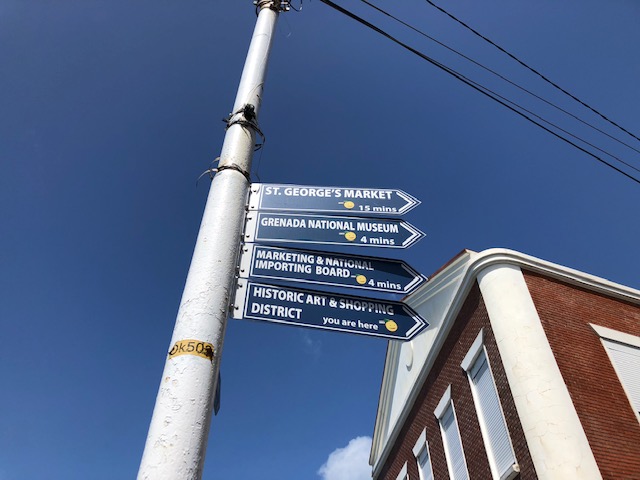 ST. GEORGE'S MARKET
15 mins
GRENADA NATIONAL MUSEUM
4 mins
MARKETING & NATIONAL
IMPORTING BOARD
4 mins
HISTORIC ART & SHOPPING
DISTRICT
you are here